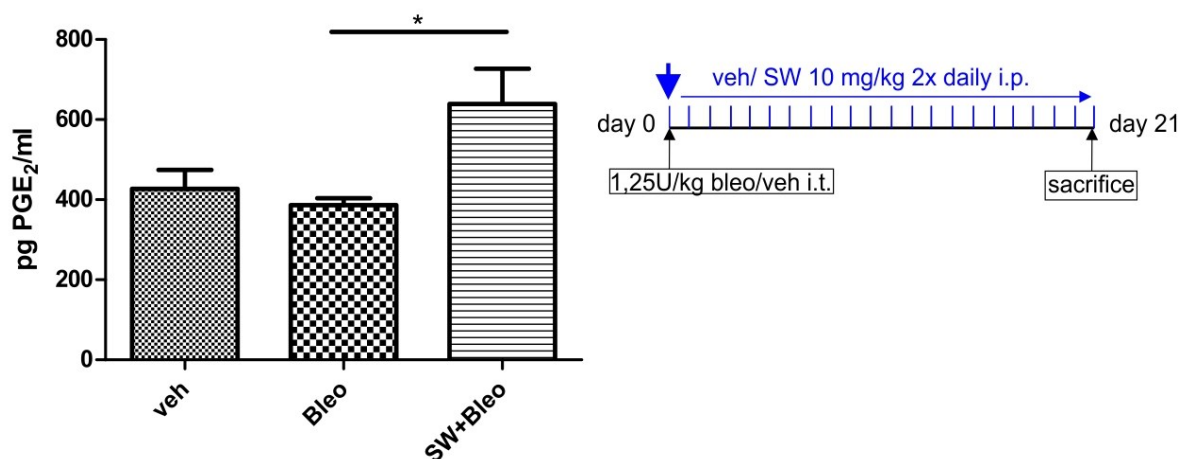 *
800
600
400
200
0
pg PGE₂/ml
veh
Bleo
SW+Bleo
veh/ SW 10 mg/kg 2x daily i.p.
day 0
day 21
1,25U/kg bleo/veh i.t.
sacrifice